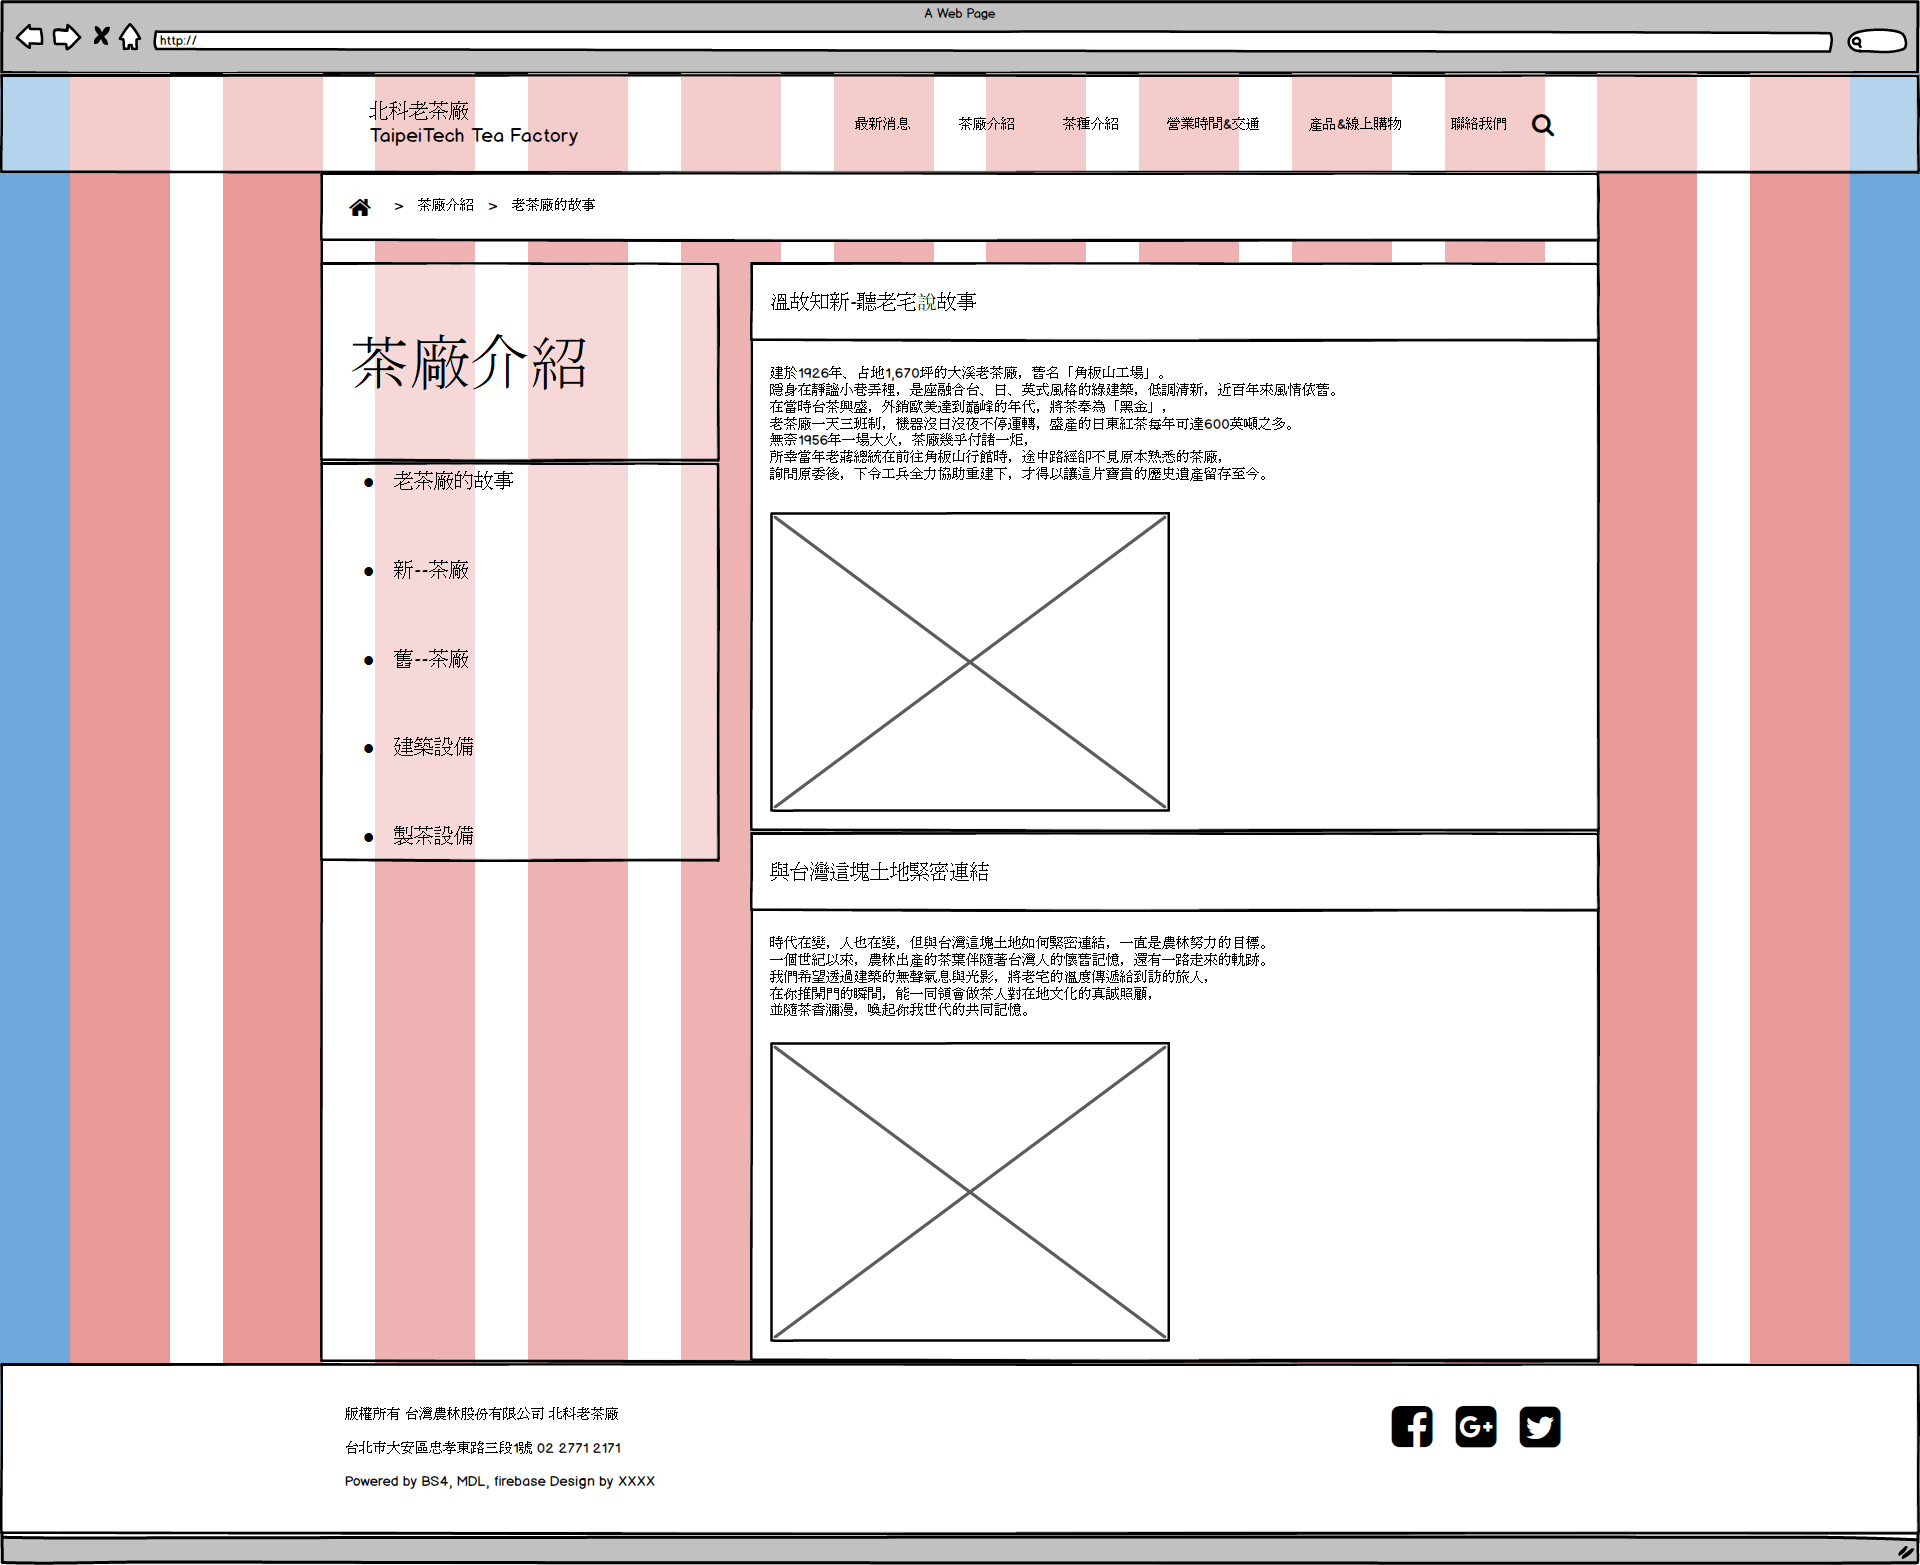 A Web Page
http://
北科老茶廠
TaipeiTech Tea Factory
最新消息
茶廠介紹
茶種介紹
營業時間&交通
產品&線上購物
聯絡我們
> 茶廠介紹 > 老茶廠的故事
茶廠介紹
老茶廠的故事
新--茶廠
舊--茶廠
建築設備
製茶設備
溫故知新-聽老宅說故事
建於1926年、占地1,670坪的大溪老茶廠，舊名「角板山工場」。
隱身在靜謐小巷弄裡，是座融合台、日、英式風格的綠建築，低調清新，近百年來風情依舊。
在當時台茶興盛，外銷歐美達到巔峰的年代，將茶奉為「黑金」，
老茶廠一天三班制，機器沒日沒夜不停運轉，盛產的日東紅茶每年可達600英噸之多。
無奈1956年一場大火，茶廠幾乎付諸一炬，
所幸當年老蔣總統在前往角板山行館時，途中路經卻不見原本熟悉的茶廠，
詢問原委後，下令工兵全力協助重建下，才得以讓這片寶貴的歷史遺產留存至今。
與台灣這塊土地緊密連結
時代在變，人也在變，但與台灣這塊土地如何緊密連結，一直是農林努力的目標。
一個世紀以來，農林出產的茶葉伴隨著台灣人的懷舊記憶，還有一路走來的軌跡。
我們希望透過建築的無聲氣息與光影，將老宅的溫度傳遞給到訪的旅人，
在你推開門的瞬間，能一同領會做茶人對在地文化的真誠照顧，
並隨茶香瀰漫，喚起你我世代的共同記憶。
版權所有 台灣農林股份有限公司 北科老茶廠
台北市大安區忠孝東路三段1號 02 2771 2171
Powered by BS4, MDL, firebase Design by XXXX